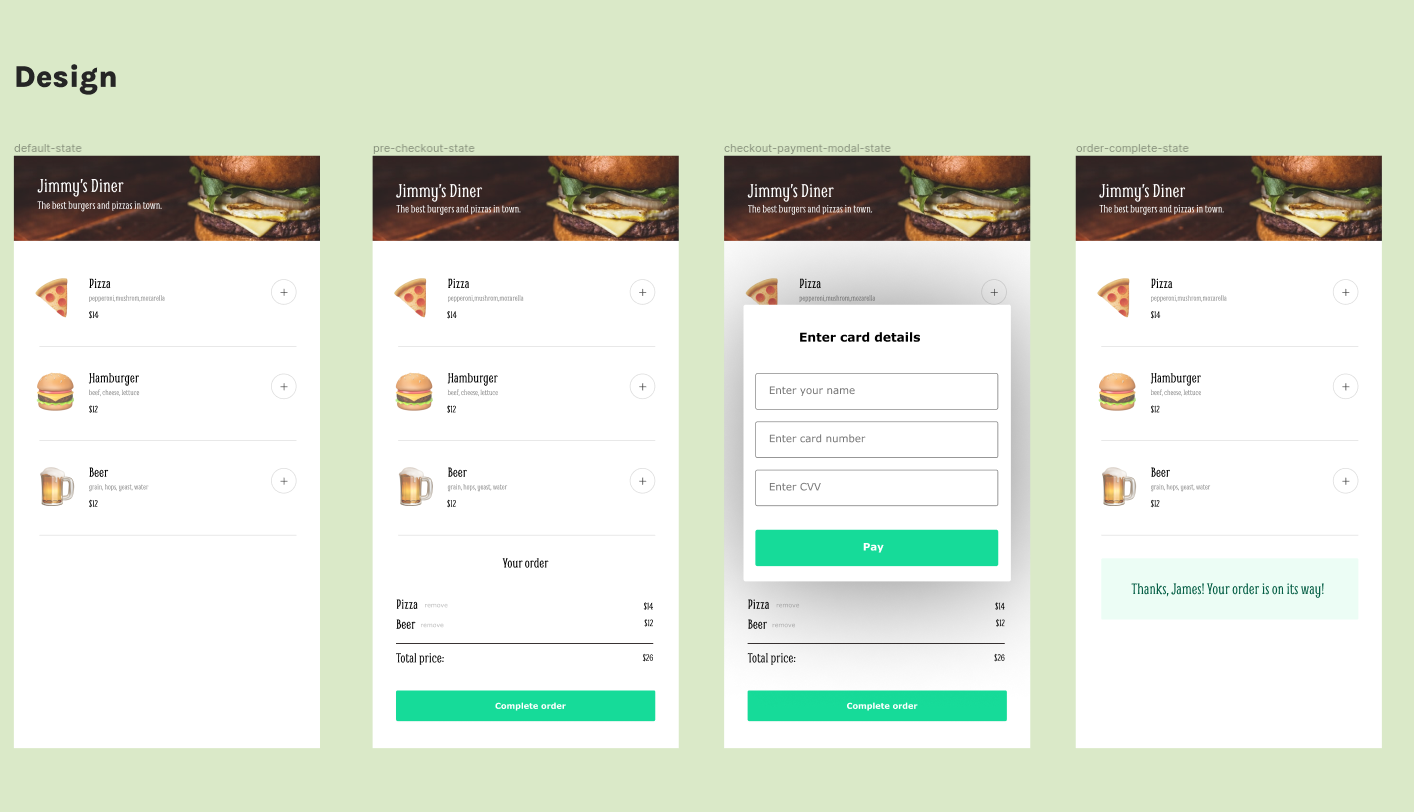 Design
default-state
Jimmy's Diner
The best burgers and pizzas in town.
Pizza
pepperoni,mushrom,mozarella
$14
+
Hamburger
beef, cheese, lettuce
$12
+
Beer
grain, hops, yeast, water
$12
+
pre-checkout-state
Jimmy's Diner
The best burgers and pizzas in town.
Pizza
pepperoni,mushrom,mozarella
$14
+
Hamburger
beef, cheese, lettuce
$12
+
Beer
grain, hops, yeast, water
$12
+
Your order
Pizza remove $14
Beer remove $12
Total price: $26
Complete order
checkout-payment-modal-state
Jimmy's Diner
The best burgers and pizzas in town.
Pizza
pepperoni,mushrom,mozarella
+
Enter card details
Enter your name
Enter card number
Enter CVV
Pay
Pizza remove $14
Beer remove $12
Total price: $26
Complete order
order-complete-state
Jimmy's Diner
The best burgers and pizzas in town.
Pizza
pepperoni,mushrom,mozarella
$14
+
Hamburger
beef, cheese, lettuce
$12
+
Beer
grain, hops, yeast, water
$12
+
Thanks, James! Your order is on its way!